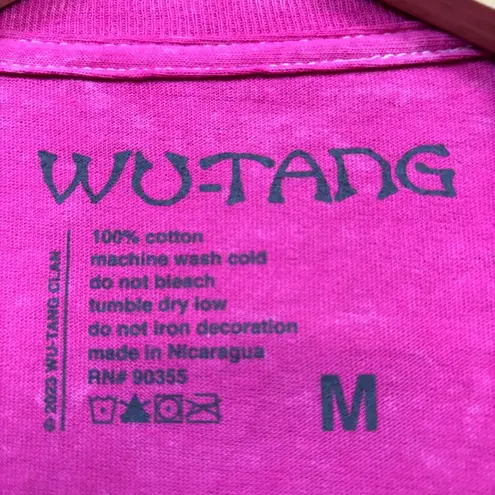 WU-TANG
© 2023 WU-TANG CLAN
100% cotton
machine wash cold
do not bleach
tumble dry low
do not iron decoration
made in Nicaragua
RN# 90355
M